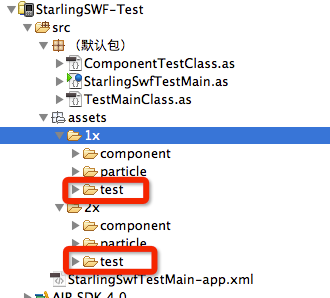 StarlingSWF-Test
src
（默认包）
ComponentTestClass.as
StarlingSwfTestMain.as
TestMainClass.as
assets
1x
component
particle
test
2x
component
particle
test
StarlingSwfTestMain-app.xml
AIR SDK 4.0